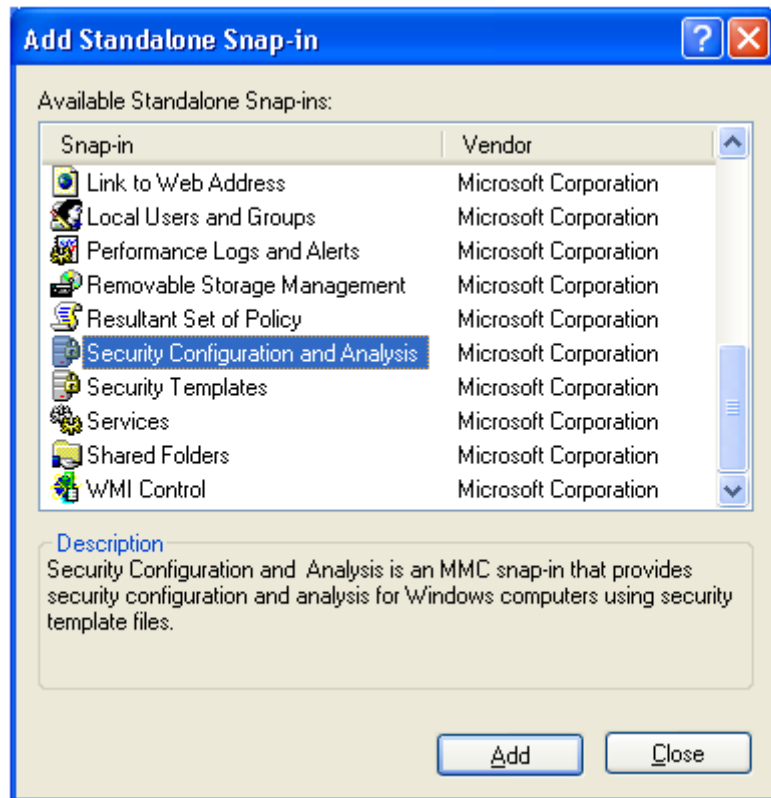 Add Standalone Snap-in
Available Standalone Snap-ins:
Snap-in Vendor
Link to Web Address Microsoft Corporation
Local Users and Groups Microsoft Corporation
Performance Logs and Alerts Microsoft Corporation
Removable Storage Management Microsoft Corporation
Resultant Set of Policy Microsoft Corporation
Security Configuration and Analysis Microsoft Corporation
Security Templates Microsoft Corporation
Services Microsoft Corporation
Shared Folders Microsoft Corporation
WMI Control Microsoft Corporation
Description
Security Configuration and Analysis is an MMC snap-in that provides
security configuration and analysis for Windows computers using security
template files.
Add Close